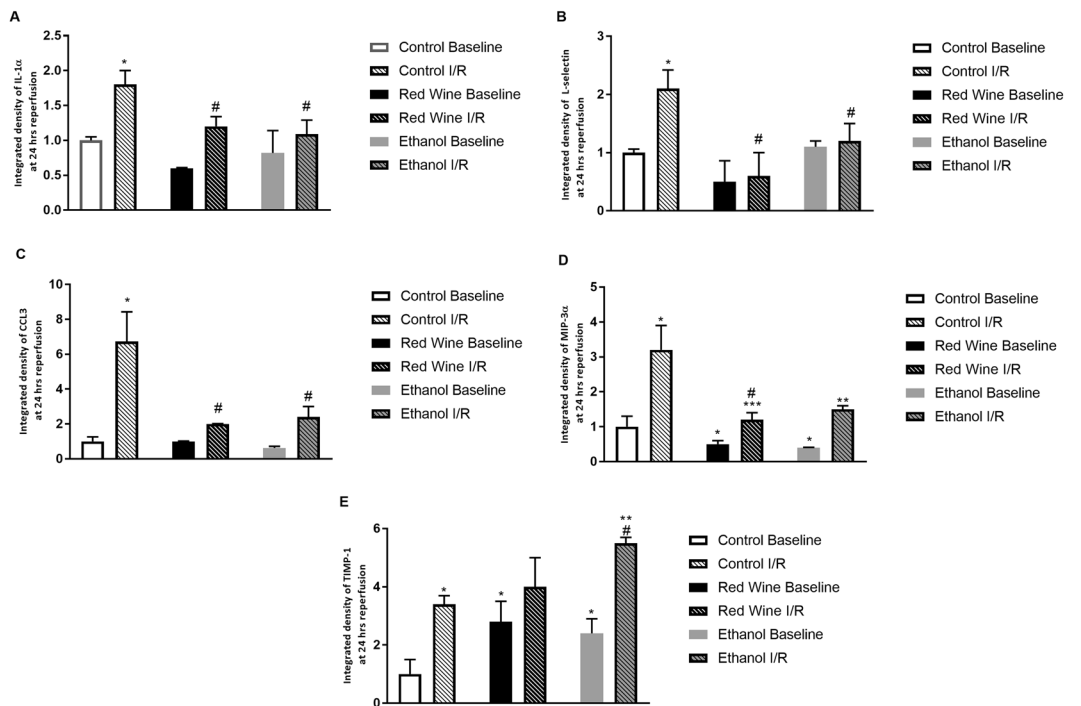 A
Integrated density of IL-1α
at 24 hrs reperfusion
2.5
2.0
1.5
1.0
0.5
0.0
*
#
#
Control Baseline
Control I/R
Red Wine Baseline
Red Wine I/R
Ethanol Baseline
Ethanol I/R
B
Integrated density of L-selectin
at 24 hrs reperfusion
3
2
1
0
*
#
#
Control Baseline
Control I/R
Red Wine Baseline
Red Wine I/R
Ethanol Baseline
Ethanol I/R
C
Integrated density of CCL3
at 24 hrs reperfusion
10
8
6
4
2
0
*
#
#
Control Baseline
Control I/R
Red Wine Baseline
Red Wine I/R
Ethanol Baseline
Ethanol I/R
D
Integrated density of MIP-3α
at 24 hrs reperfusion
5
4
3
2
1
0
*
*
#
***
*
**
Control Baseline
Control I/R
Red Wine Baseline
Red Wine I/R
Ethanol Baseline
Ethanol I/R
E
Integrated density of TIMP-1
at 24 hrs reperfusion
6
4
2
0
*
*
*
**
#
Control Baseline
Control I/R
Red Wine Baseline
Red Wine I/R
Ethanol Baseline
Ethanol I/R